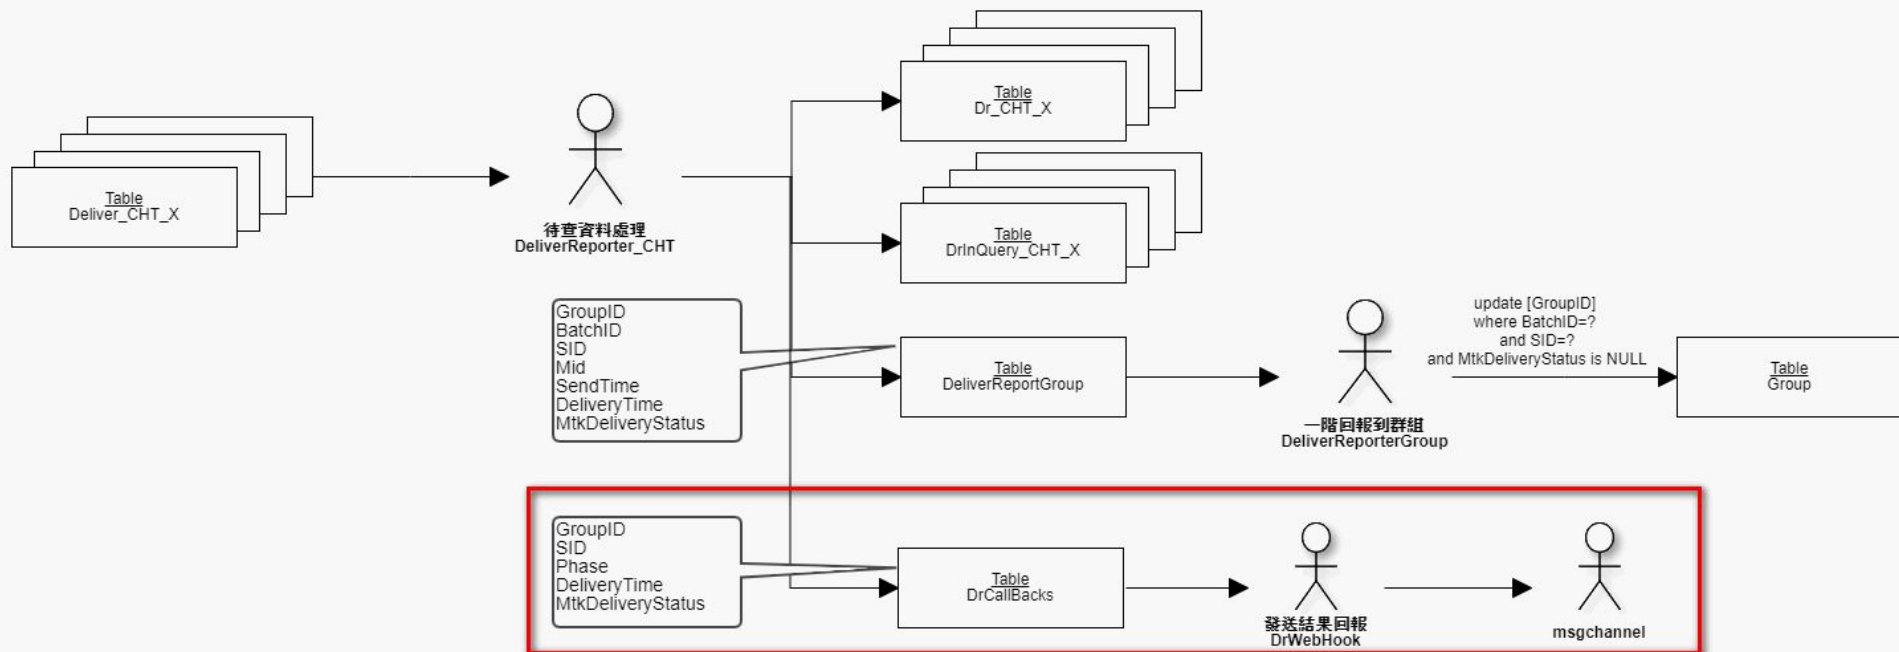 Table
Dr_CHT_X
Table
Deliver_CHT_X
待查資料處理
DeliverReporter_CHT
Table
DrInQuery_CHT_X
GroupID
BatchID
SID
Mid
SendTime
DeliveryTime
MtkDeliveryStatus
Table
DeliverReportGroup
一階回報到群組
DeliverReporterGroup
update [GroupID]
where BatchID=?
and SID=?
and MtkDeliveryStatus is NULL
Table
Group
GroupID
SID
Phase
DeliveryTime
MtkDeliveryStatus
Table
DrCallBacks
發送結果回報
DrWebHook
msgchannel